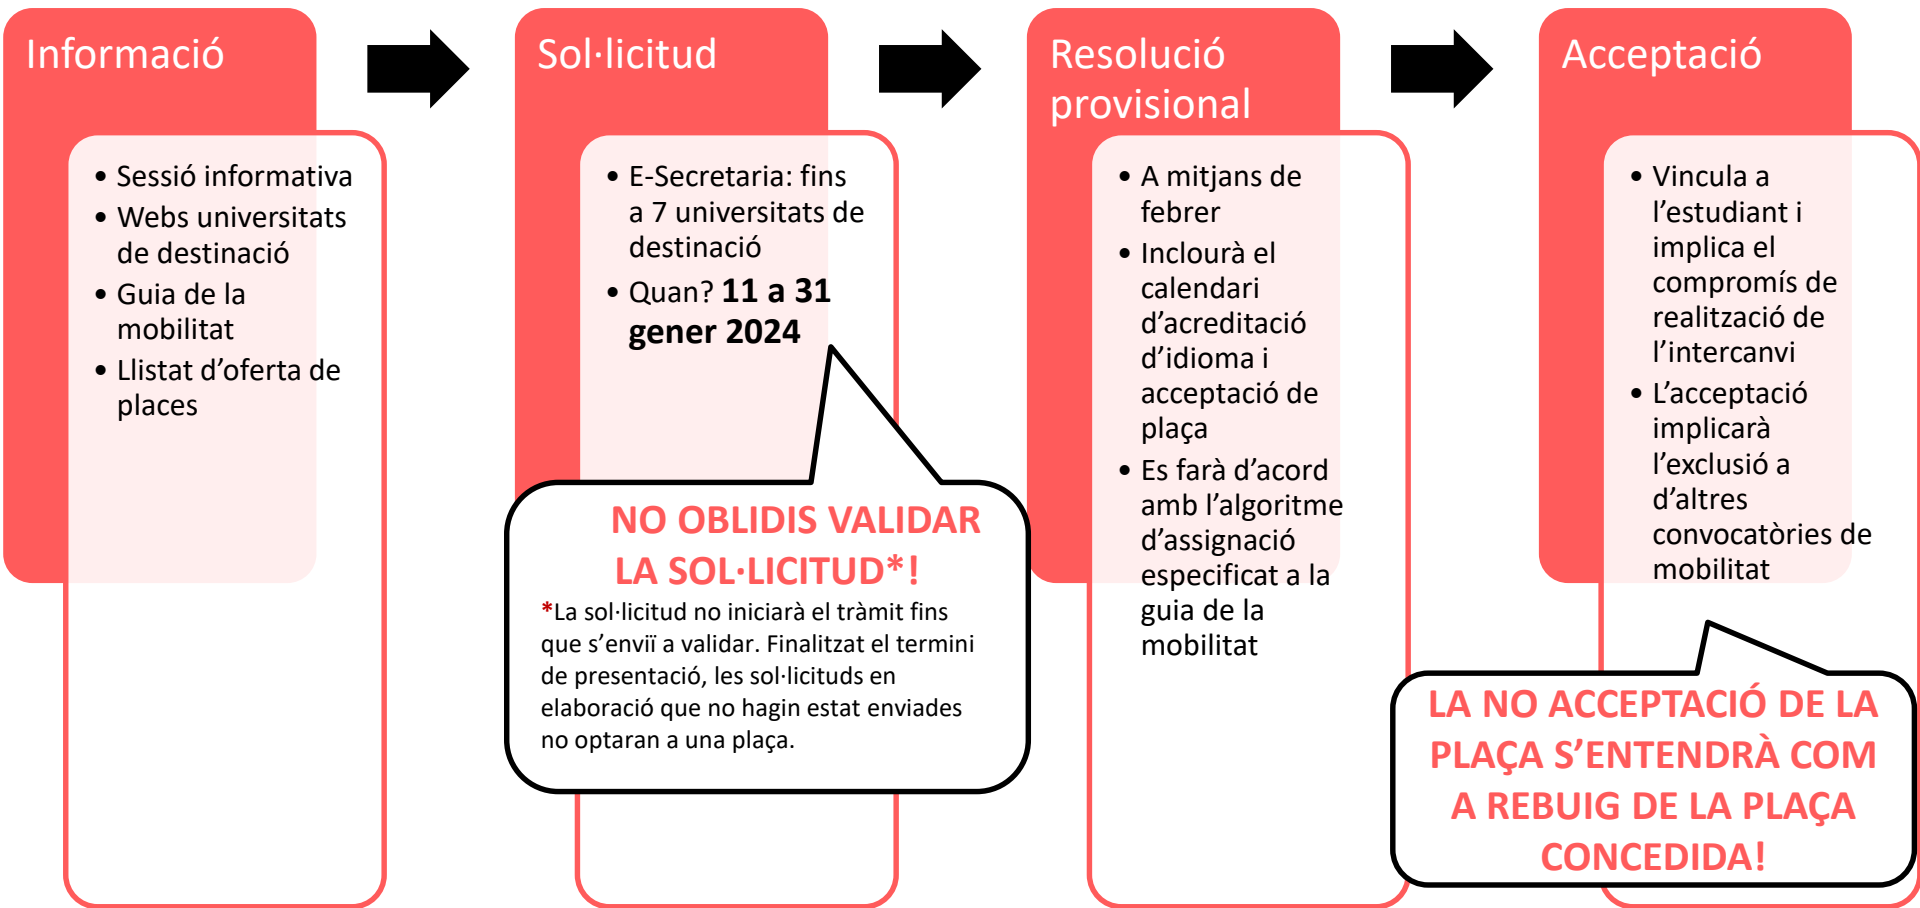 Informació
• Sessió informativa
• Webs universitats
de destinació
• Guia de la
mobilitat
• Llistat d’oferta de
places
Sol·licitud
• E-Secretaria: fins
a 7 universitats de
destinació
• Quan? 11 a 31
gener 2024
NO OBLIDIS VALIDAR
LA SOL·LICITUD*!
*La sol·licitud no iniciarà el tràmit fins
que s’enviï a validar. Finalitzat el termini
de presentació, les sol·licituds en
elaboració que no hagin estat enviades
no optaran a una plaça.
Resolució
provisional
• A mitjans de
febrer
• Inclourà el
calendari
d’acreditació
d’idioma i
acceptació de
plaça
• Es farà d’acord
amb l’algoritme
d’assignació
especificat a la
guia de la
mobilitat
Acceptació
• Vincula a
l’estudiant i
implica el
compromís de
realització de
l’intercanvi
• L’acceptació
implicarà
l’exclusió a
d’altres
convocatòries de
mobilitat
LA NO ACCEPTACIÓ DE LA
PLAÇA S’ENTENDRÀ COM
A REBUIG DE LA PLAÇA
CONCEDIDA!